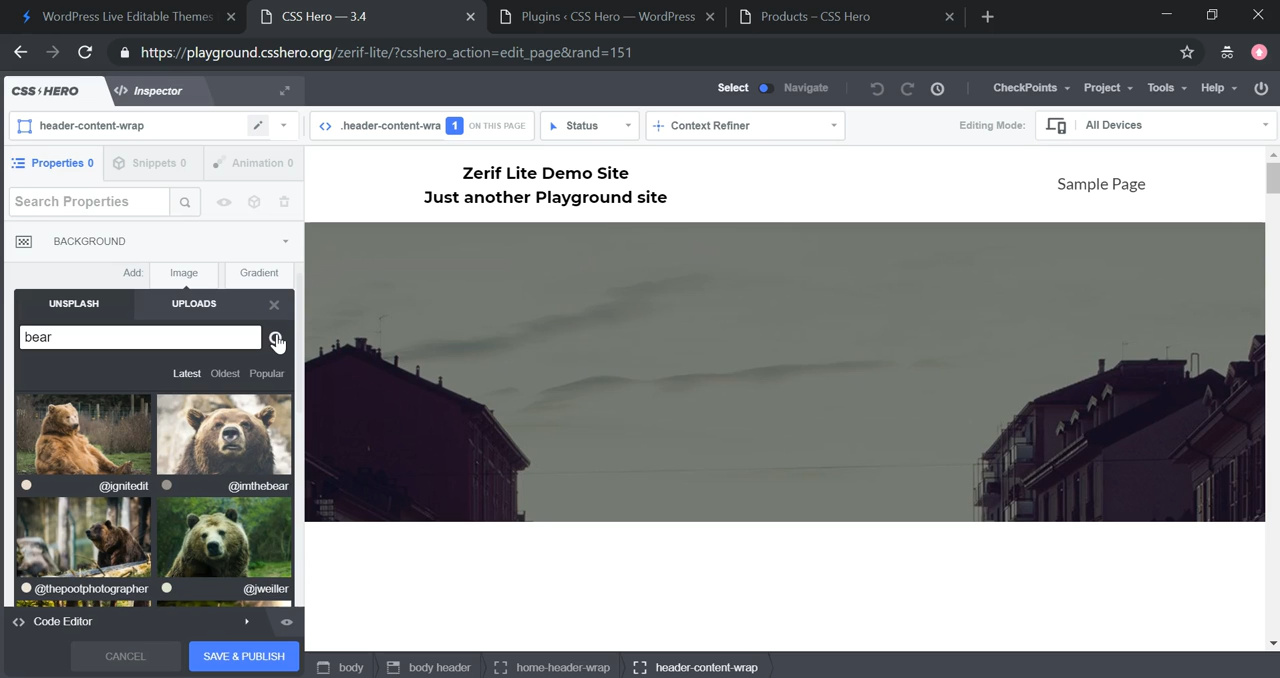 WordPress Live Editable Themes
CSS Hero — 3.4
Plugins ‹ CSS Hero — WordPress
Products – CSS Hero
https://playground.csshero.org/zerif-lite/?csshero_action=edit_page&rand=151
CSS HERO
Inspector
Select
Navigate
CheckPoints
Project
Tools
Help
header-content-wrap
.header-content-wra 1 ON THIS PAGE
Status
Context Refiner
Editing Mode:
All Devices
Properties 0
Snippets 0
Animation 0
Zerif Lite Demo Site
Just another Playground site
Sample Page
Search Properties
BACKGROUND
Add:
Image
Gradient
UNSPLASH
UPLOADS
bear
Latest
Oldest
Popular
@ignitedit
@imthebear
@thepootphotographer
@jweiller
Code Editor
CANCEL
SAVE & PUBLISH
body
body header
home-header-wrap
header-content-wrap